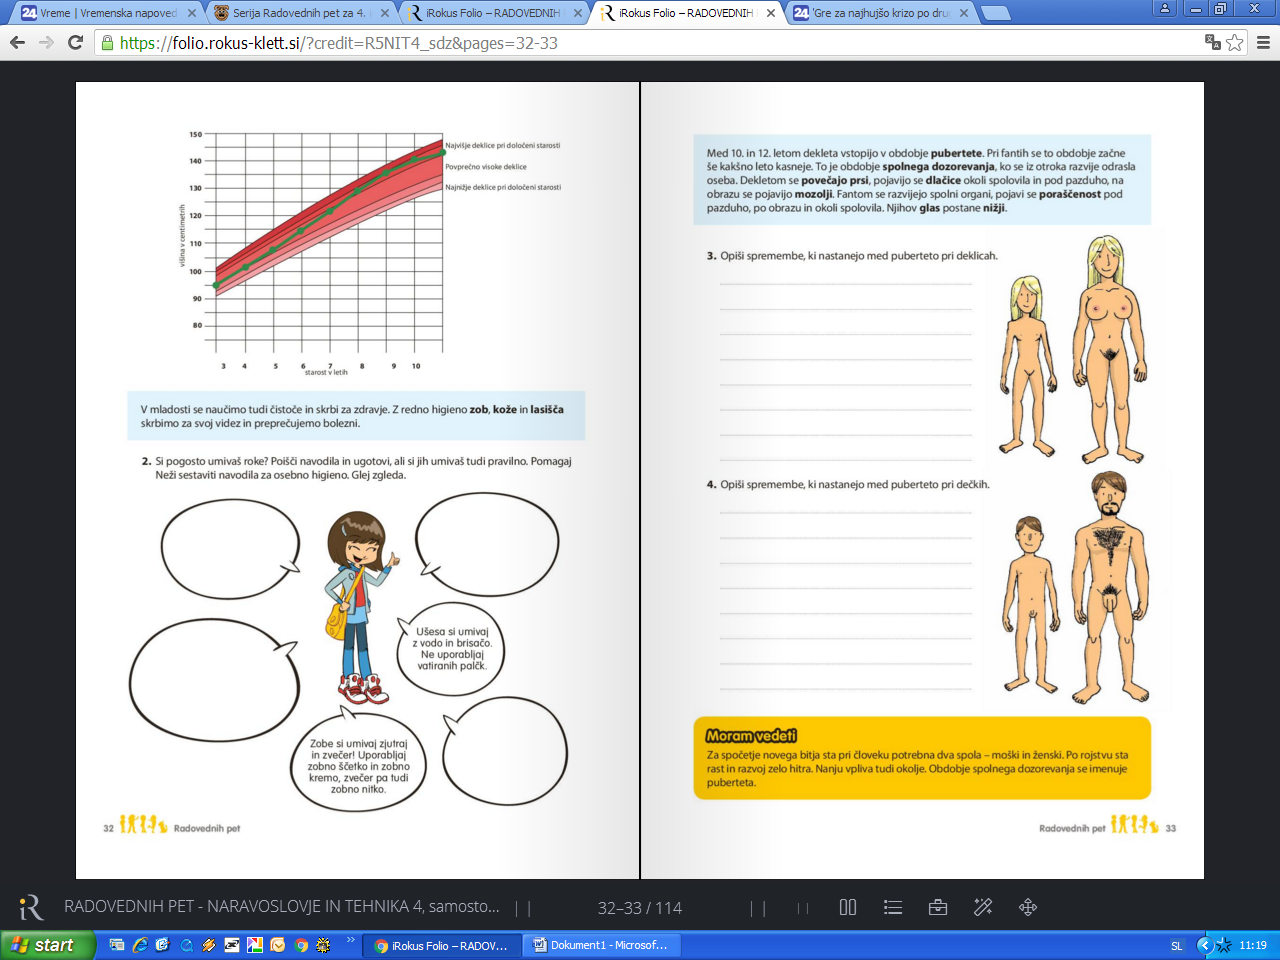 Vreme | Vremenska napoved
Serija Radovednih pet za 4.
iRokus Folio – RADOVEDNIH
iRokus Folio – RADOVEDNIH
'Gre za najhujšo krizo po dru
https://folio.rokus-klett.si/?credit=R5NIT4_sdz&pages=32-33
150
140
130
120
110
100
90
80
višina v centimetrih
3 4 5 6 7 8 9 10
starost v letih
Najvišje deklice pri določeni starosti
Povprečno visoke deklice
Najnižje deklice pri določeni starosti
V mladosti se naučimo tudi čistoče in skrbi za zdravje. Z redno higieno zob, kože in lasišča
skrbimo za svoj videz in preprečujemo bolezni.
2. Si pogosto umivaš roke? Poišči navodila in ugotovi, ali si jih umivaš tudi pravilno. Pomagaj
Neži sestaviti navodila za osebno higieno. Glej zgleda.
Ušesa si umivaj
z vodo in brisačo.
Ne uporabljaj
vatiranih palčk.
Zobe si umivaj zjutraj
in zvečer! Uporabljaj
zobno ščetko in zobno
kremo, zvečer pa tudi
zobno nitko.
32 Radovednih pet
Med 10. in 12. letom dekleta vstopijo v obdobje pubertete. Pri fantih se to obdobje začne
še kakšno leto kasneje. To je obdobje spolnega dozorevanja, ko se iz otroka razvije odrasla
oseba. Dekletom se povečajo prsi, pojavijo se dlačice okoli spolovila in pod pazduho, na
obrazu se pojavijo mozolji. Fantom se razvijejo spolni organi, pojavi se poraščenost pod
pazduho, po obrazu in okoli spolovila. Njihov glas postane nižji.
3. Opiši spremembe, ki nastanejo med puberteto pri deklicah.
4. Opiši spremembe, ki nastanejo med puberteto pri dečkih.
Moram vedeti
Za spočetje novega bitja sta pri človeku potrebna dva spola – moški in ženski. Po rojstvu sta
rast in razvoj zelo hitra. Nanju vpliva tudi okolje. Obdobje spolnega dozorevanja se imenuje
puberteta.
Radovednih pet 33
RADOVEDNIH PET - NARAVOSLOVJE IN TEHNIKA 4, samosto...
32–33 / 114
start
iRokus Folio – RADOV...
Dokument1 - Microsof...
SL
11:19